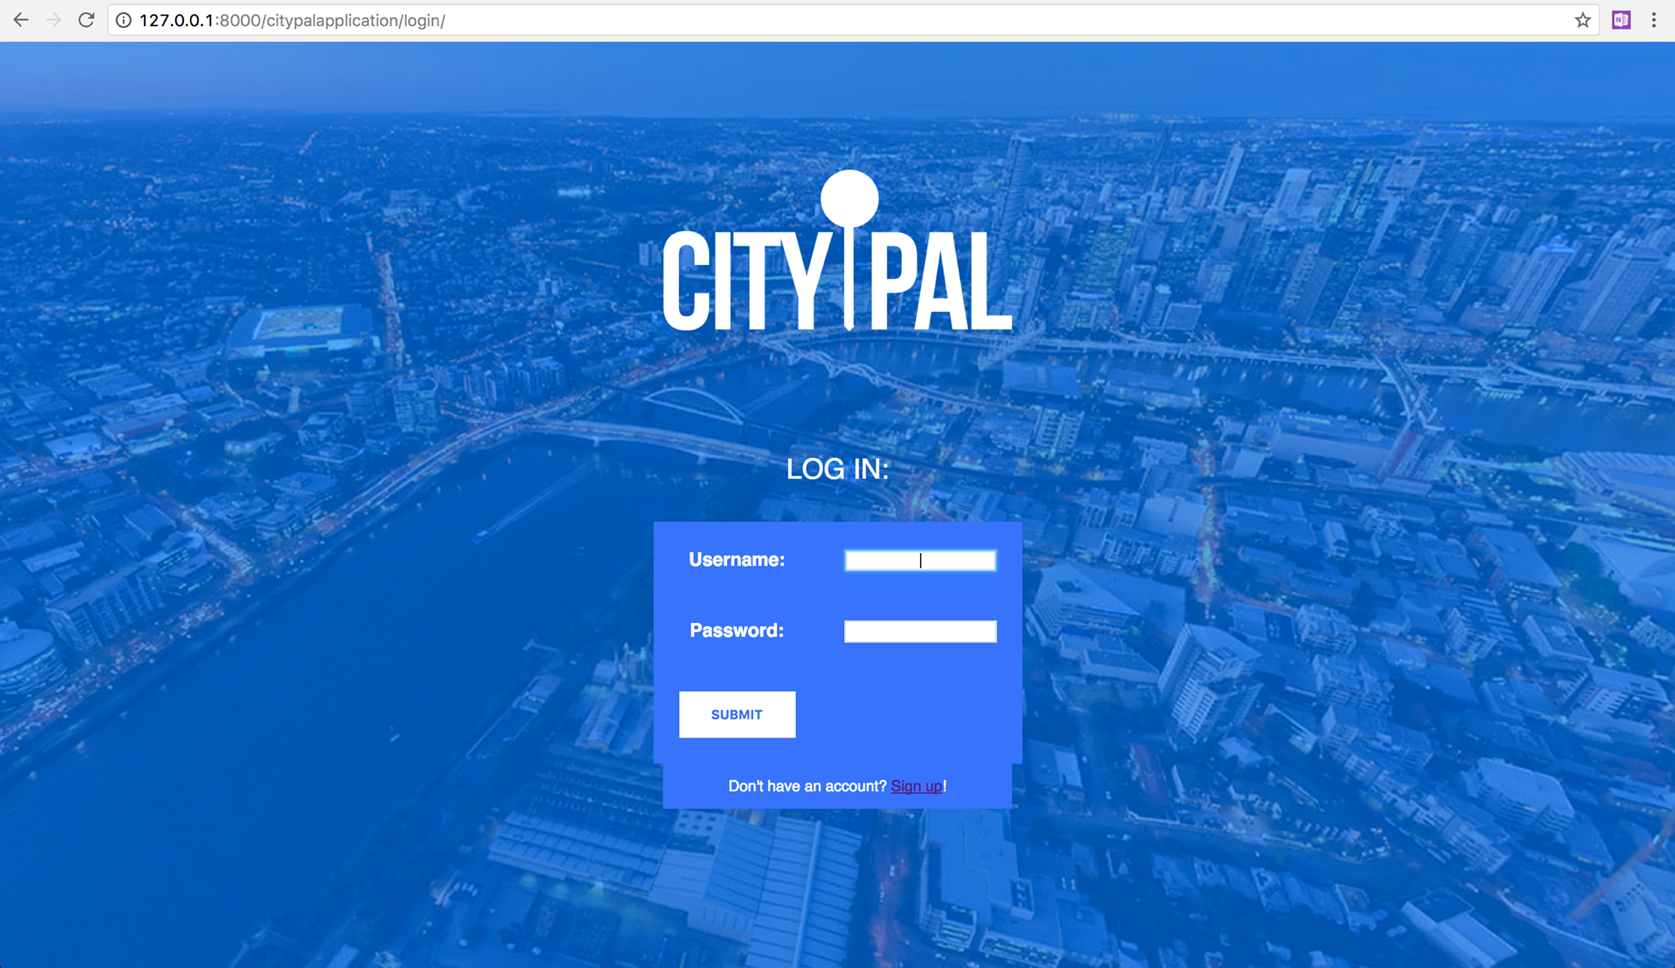 127.0.0.1:8000/citypalapplication/login/
N
CITY PAL
LOG IN:
Username:
Password:
SUBMIT
Don't have an account? Sign up!